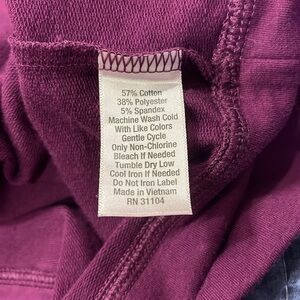 57% Cotton
38% Polyester
5% Spandex
Machine Wash Cold
With Like Colors
Gentle Cycle
Only Non-Chlorine
Bleach If Needed
Tumble Dry Low
Cool Iron If Needed
Do Not Iron Label
Made in Vietnam
RN 31104